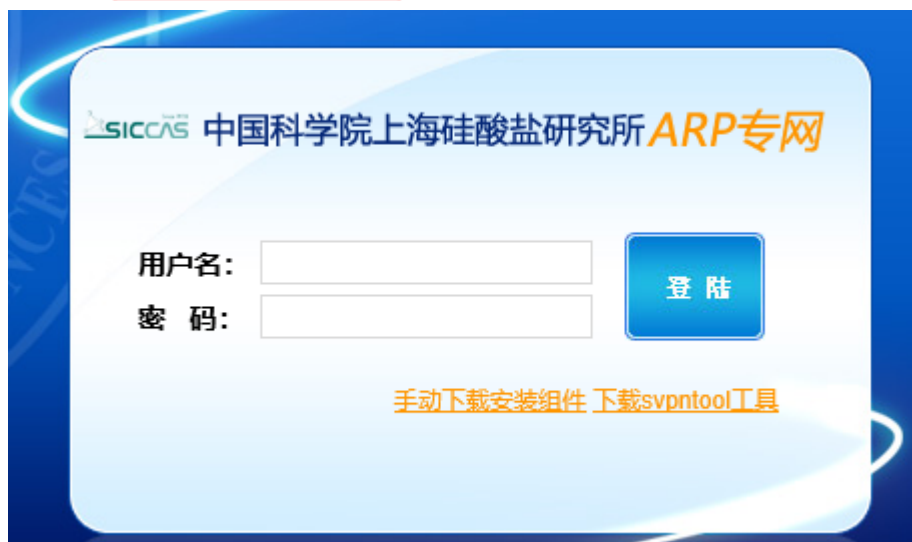 SICCAS 中国科学院上海硅酸盐研究所 ARP专网
用户名：
登 陆
密 码：
手动下载安装组件 下载svpntool工具
NCES